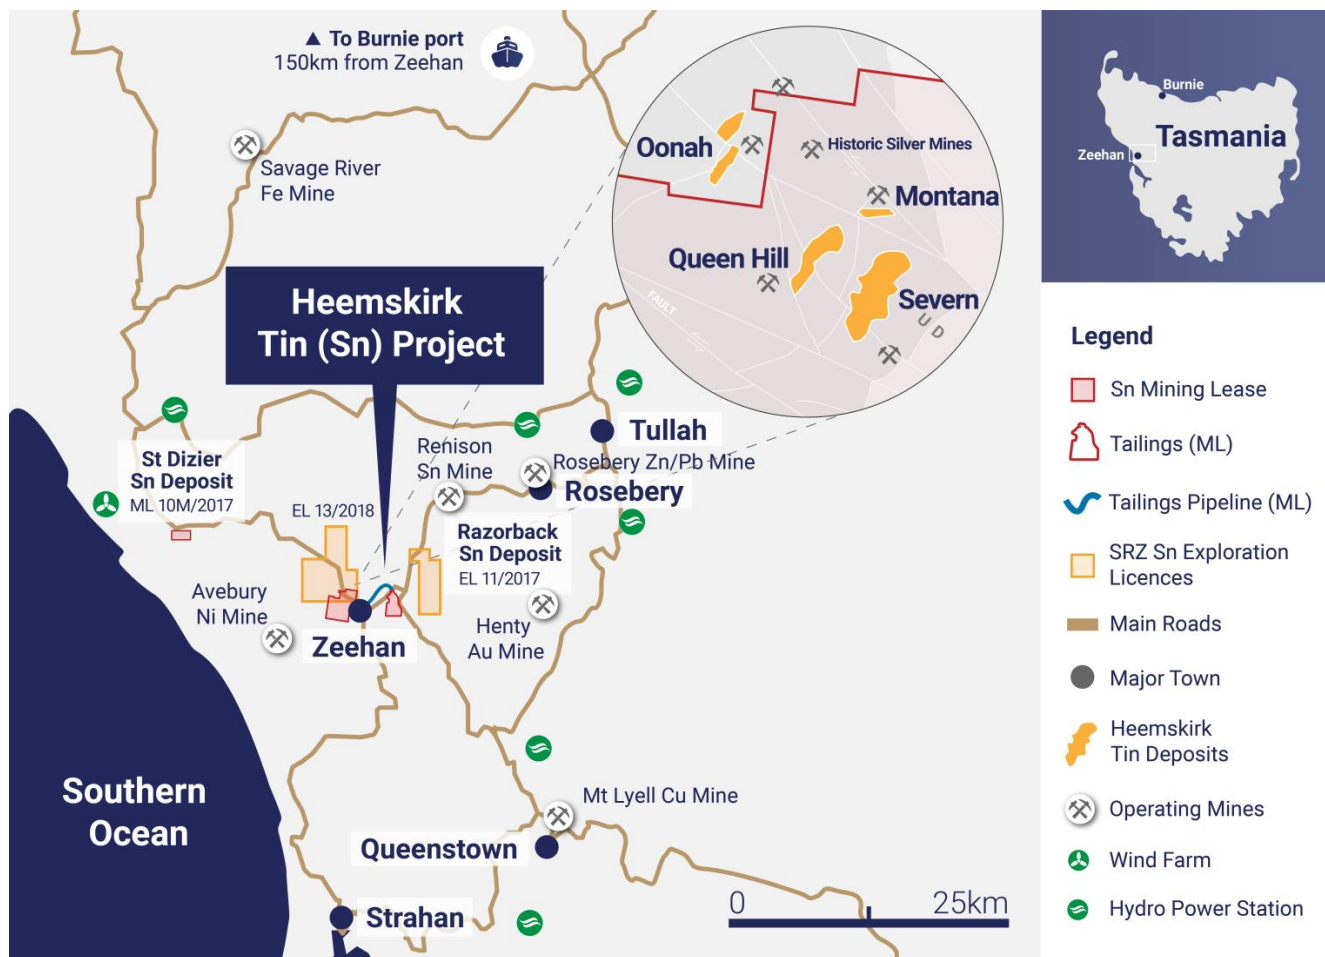 ▲ To Burnie port
150km from Zeehan
Savage River
Fe Mine
Heemskirk
Tin (Sn) Project
Oonah
Historic Silver Mines
Montana
Queen Hill
Severn
FAULT
U D
Burnie
Tasmania
Zeehan
St Dizier
Sn Deposit
ML 10M/2017
EL 13/2018
Renison
Sn Mine
Tullah
Rosebery Zn/Pb Mine
Rosebery
Razorback
Sn Deposit
EL 11/2017
Avebury
Ni Mine
Zeehan
Henty
Au Mine
Southern
Ocean
Mt Lyell Cu Mine
Queenstown
Strahan
0 25km
Legend
Sn Mining Lease
Tailings (ML)
Tailings Pipeline (ML)
SRZ Sn Exploration
Licences
Main Roads
Major Town
Heemskirk
Tin Deposits
Operating Mines
Wind Farm
Hydro Power Station